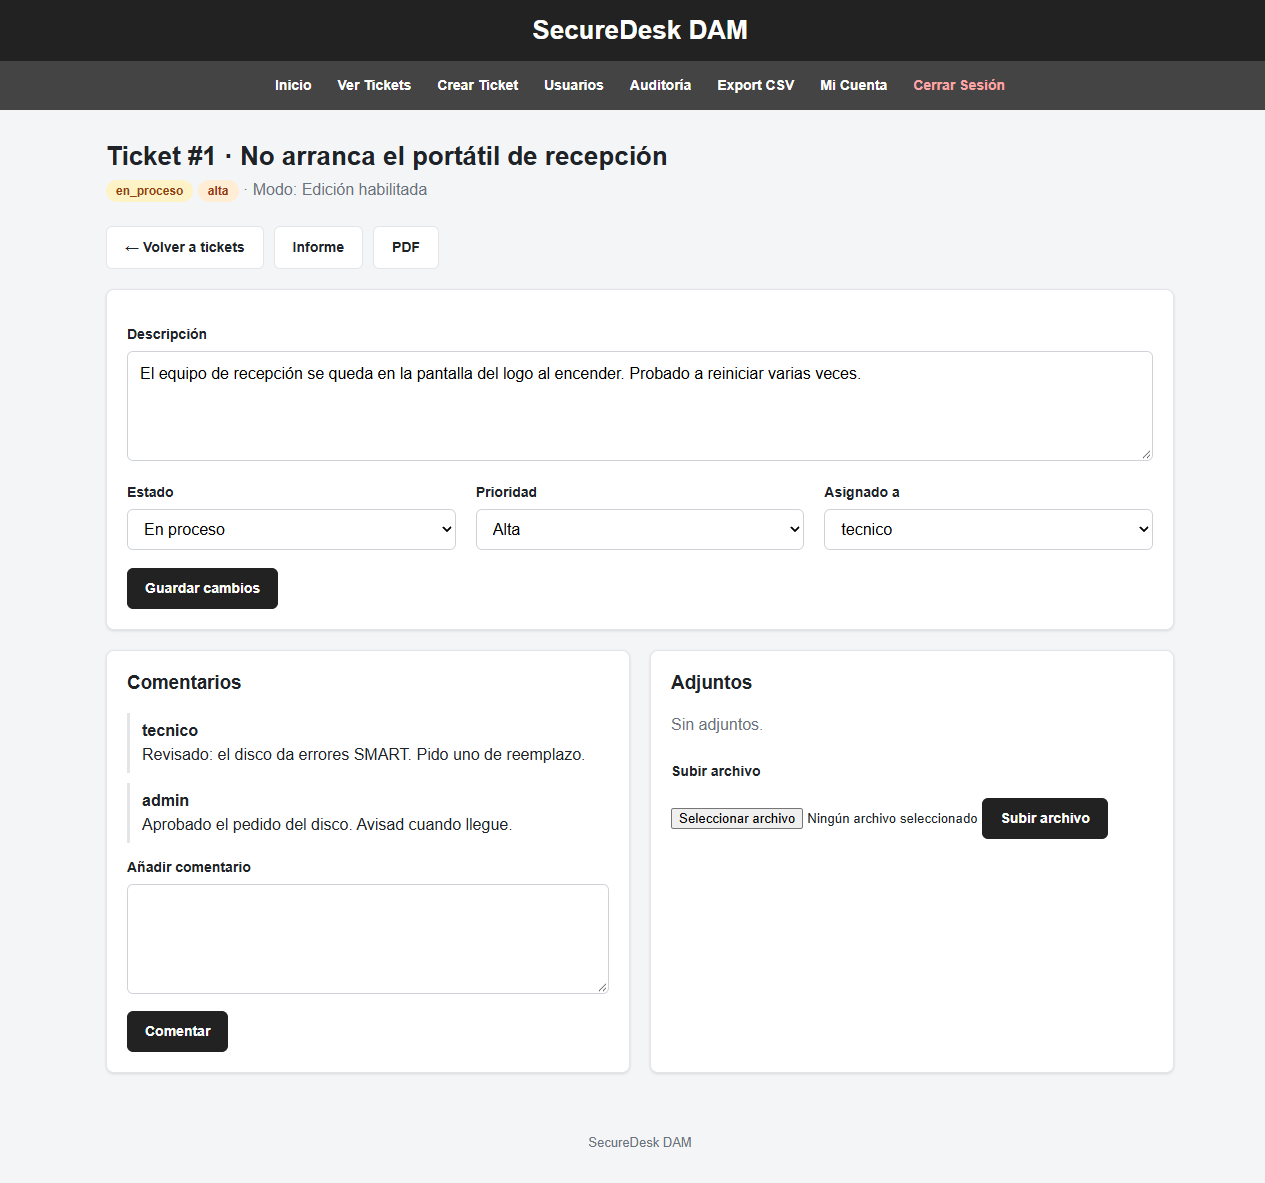 SecureDesk DAM
Inicio Ver Tickets Crear Ticket Usuarios Auditoría Export CSV Mi Cuenta Cerrar Sesión
Ticket #1 · No arranca el portátil de recepción
en_proceso alta · Modo: Edición habilitada
← Volver a tickets Informe PDF
Descripción
El equipo de recepción se queda en la pantalla del logo al encender. Probado a reiniciar varias veces.
Estado Prioridad Asignado a
En proceso Alta tecnico
Guardar cambios
Comentarios
tecnico
Revisado: el disco da errores SMART. Pido uno de reemplazo.
admin
Aprobado el pedido del disco. Avisad cuando llegue.
Añadir comentario
Comentar
Adjuntos
Sin adjuntos.
Subir archivo
Seleccionar archivo Ningún archivo seleccionado Subir archivo
SecureDesk DAM